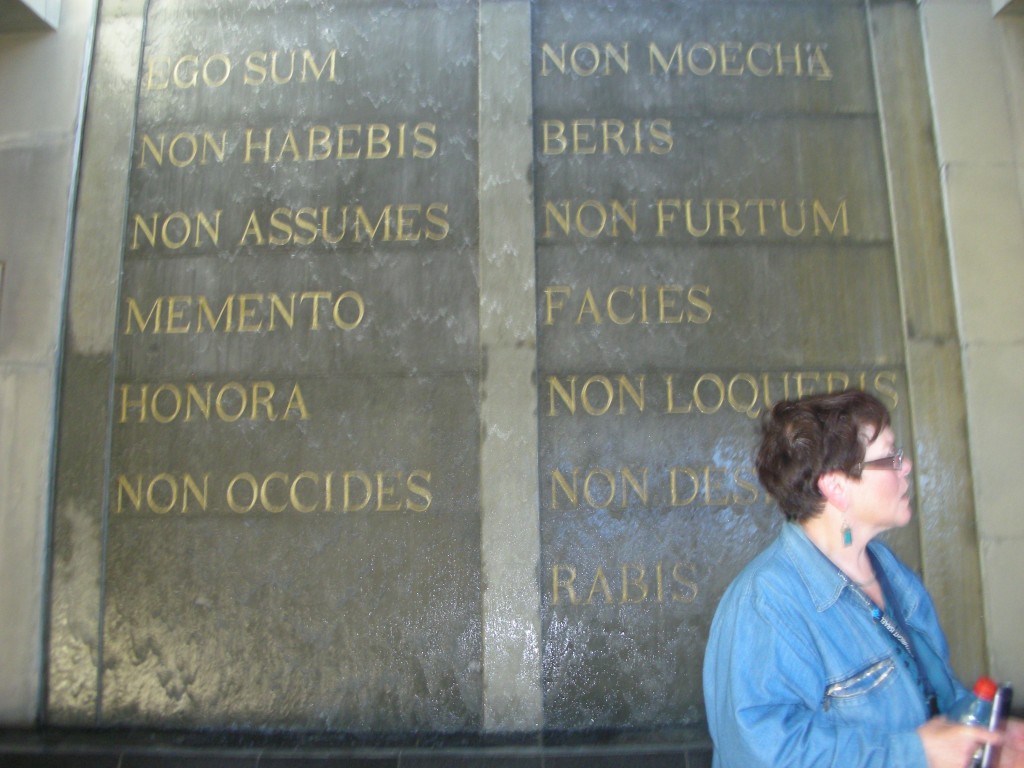 EGO SUM
NON HABEBIS
NON ASSUMES
MEMENTO
HONORA
NON OCCIDES
NON MOECHA
BERIS
NON FURTUM
FACIES
NON LOQUERIS
NON
RABIS